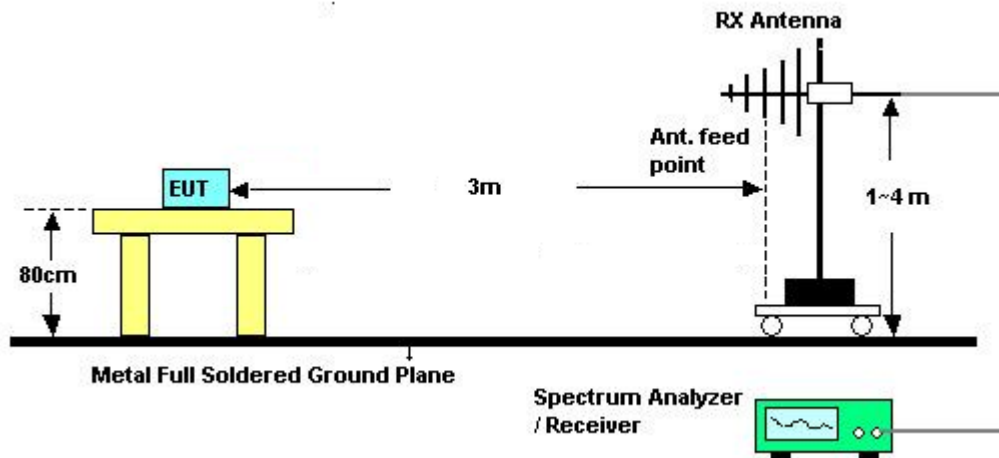 RX Antenna
Ant. feed
point
EUT
3m
1~4 m
80cm
Metal Full Soldered Ground Plane
Spectrum Analyzer
/ Receiver